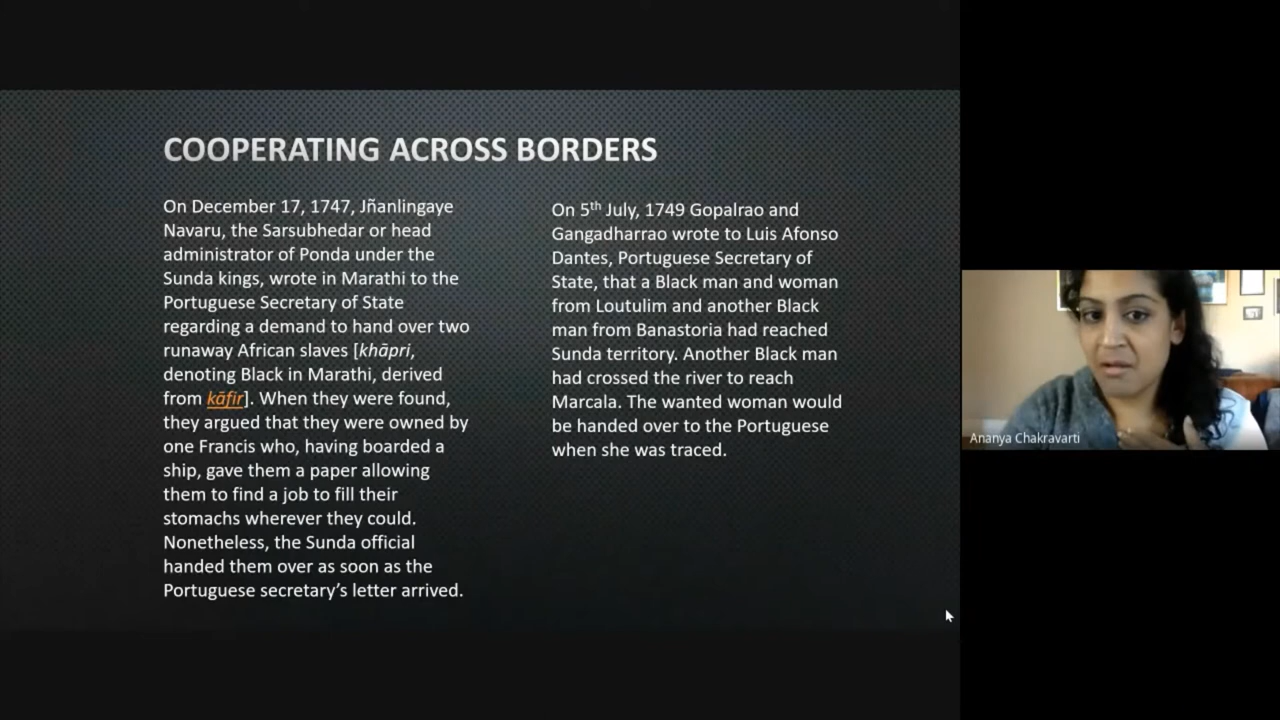 COOPERATING ACROSS BORDERS
On December 17, 1747, Jñanlingaye
Navaru, the Sarsubhedar or head
administrator of Ponda under the
Sunda kings, wrote in Marathi to the
Portuguese Secretary of State
regarding a demand to hand over two
runaway African slaves [khāpri,
denoting Black in Marathi, derived
from kāfir]. When they were found,
they argued that they were owned by
one Francis who, having boarded a
ship, gave them a paper allowing
them to find a job to fill their
stomachs wherever they could.
Nonetheless, the Sunda official
handed them over as soon as the
Portuguese secretary’s letter arrived.
On 5th July, 1749 Gopalrao and
Gangadharrao wrote to Luis Afonso
Dantes, Portuguese Secretary of
State, that a Black man and woman
from Loutulim and another Black
man from Banastoria had reached
Sunda territory. Another Black man
had crossed the river to reach
Marcala. The wanted woman would
be handed over to the Portuguese
when she was traced.
Ananya Chakravarti